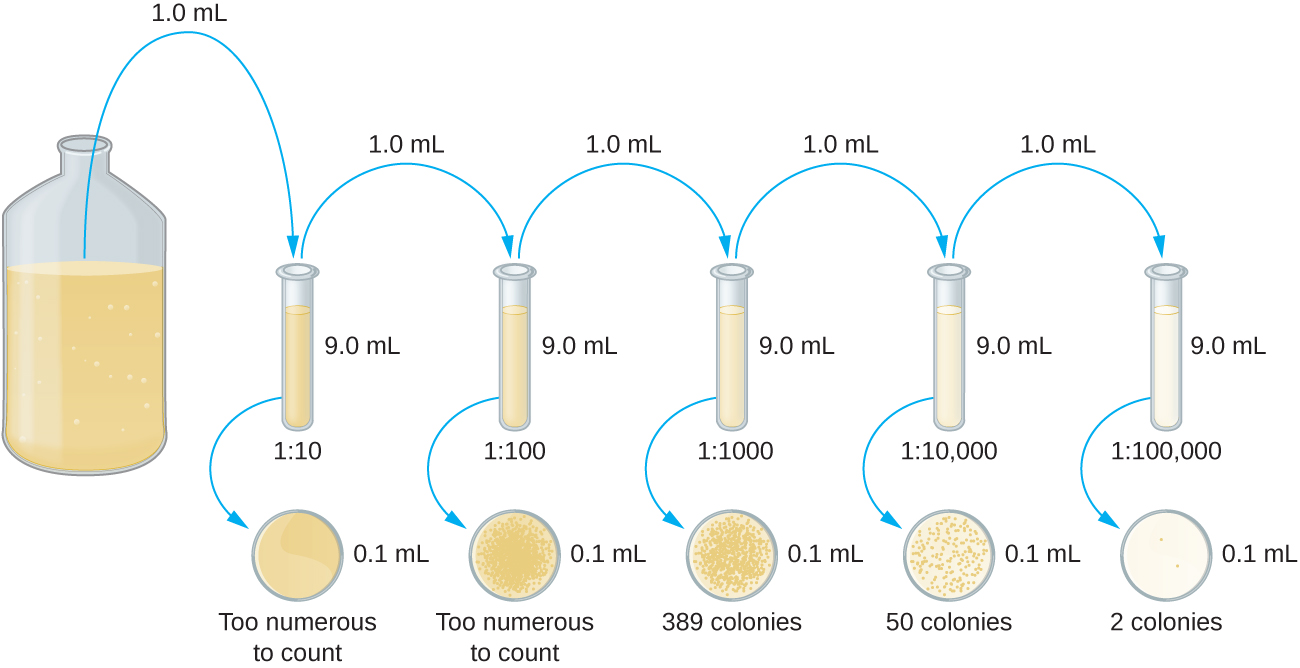 1.0 mL
1.0 mL
1.0 mL
1.0 mL
1.0 mL
9.0 mL
9.0 mL
9.0 mL
9.0 mL
9.0 mL
1:10
1:100
1:1000
1:10,000
1:100,000
0.1 mL
0.1 mL
0.1 mL
0.1 mL
0.1 mL
Too numerous
to count
Too numerous
to count
389 colonies
50 colonies
2 colonies